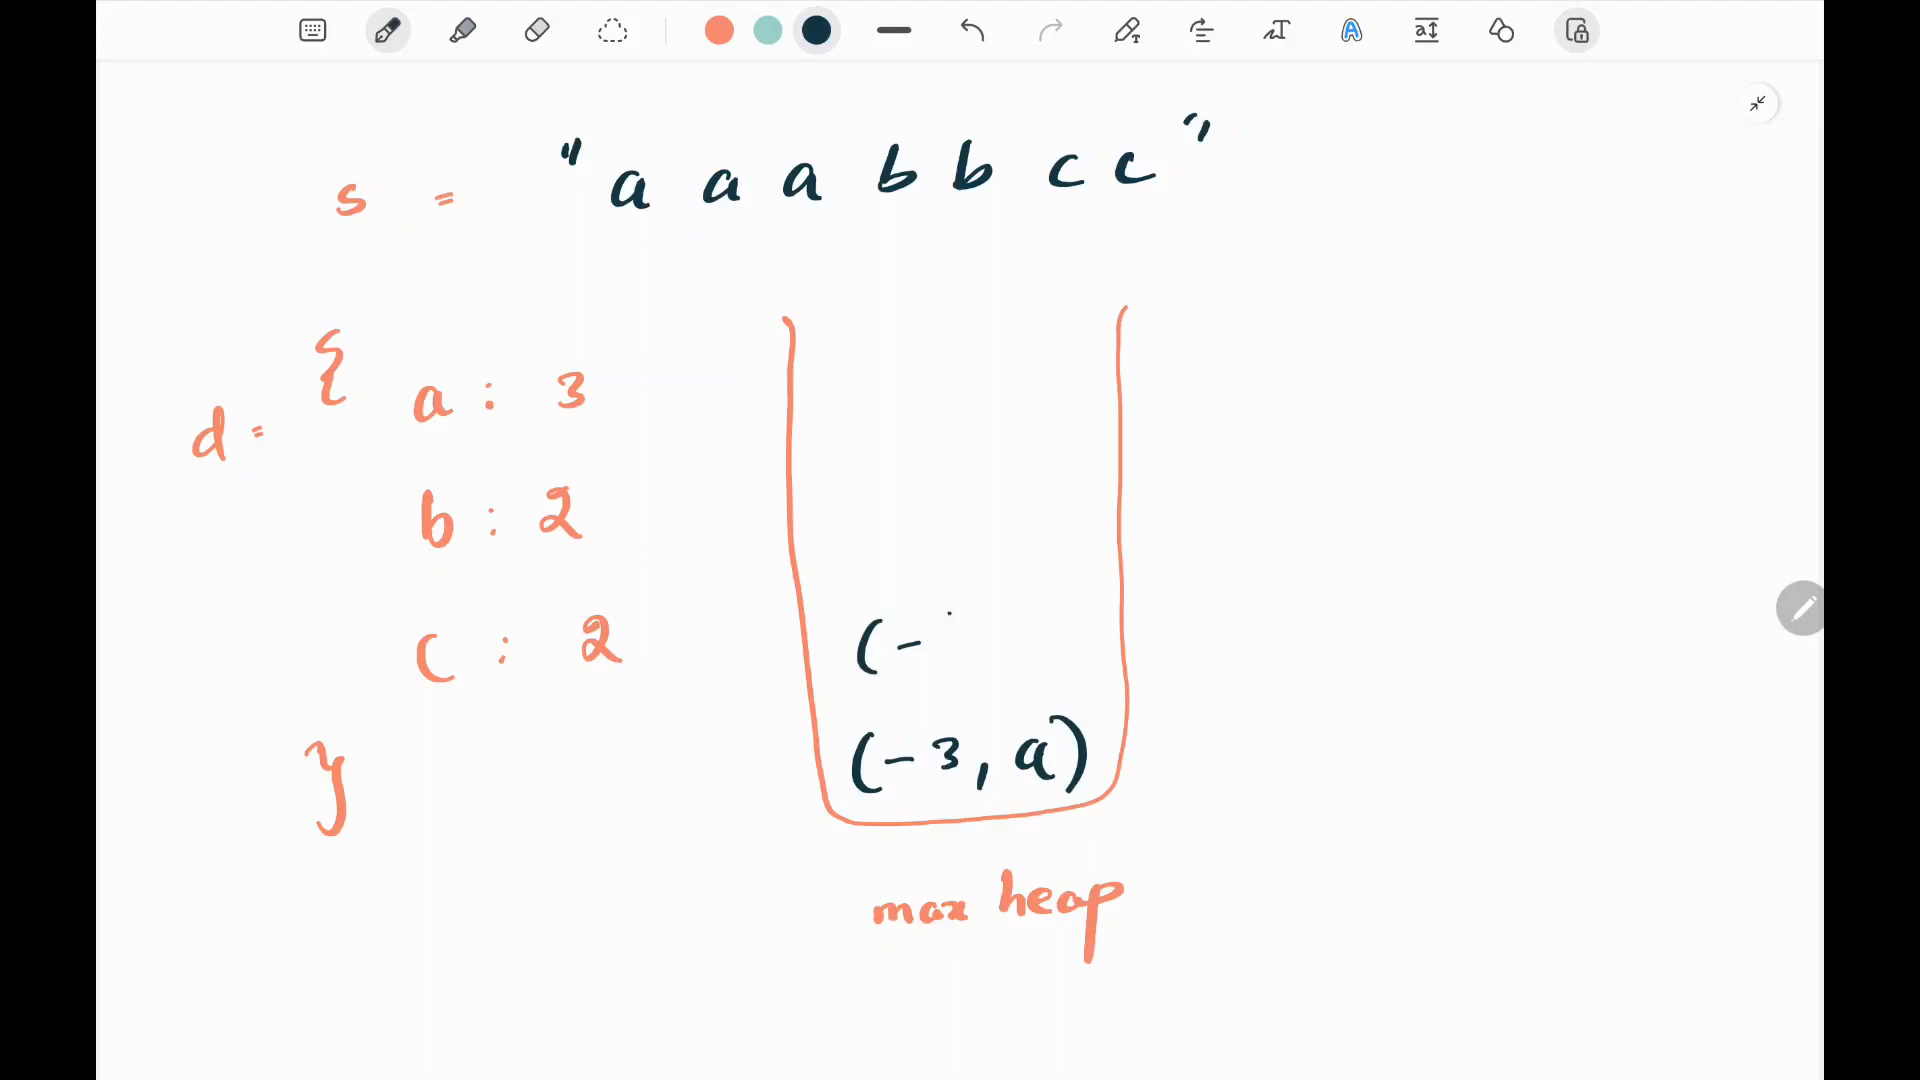 s = "a a a b b c c"
d = { a : 3
b : 2
c : 2
}
(-
(-3, a)
max heap